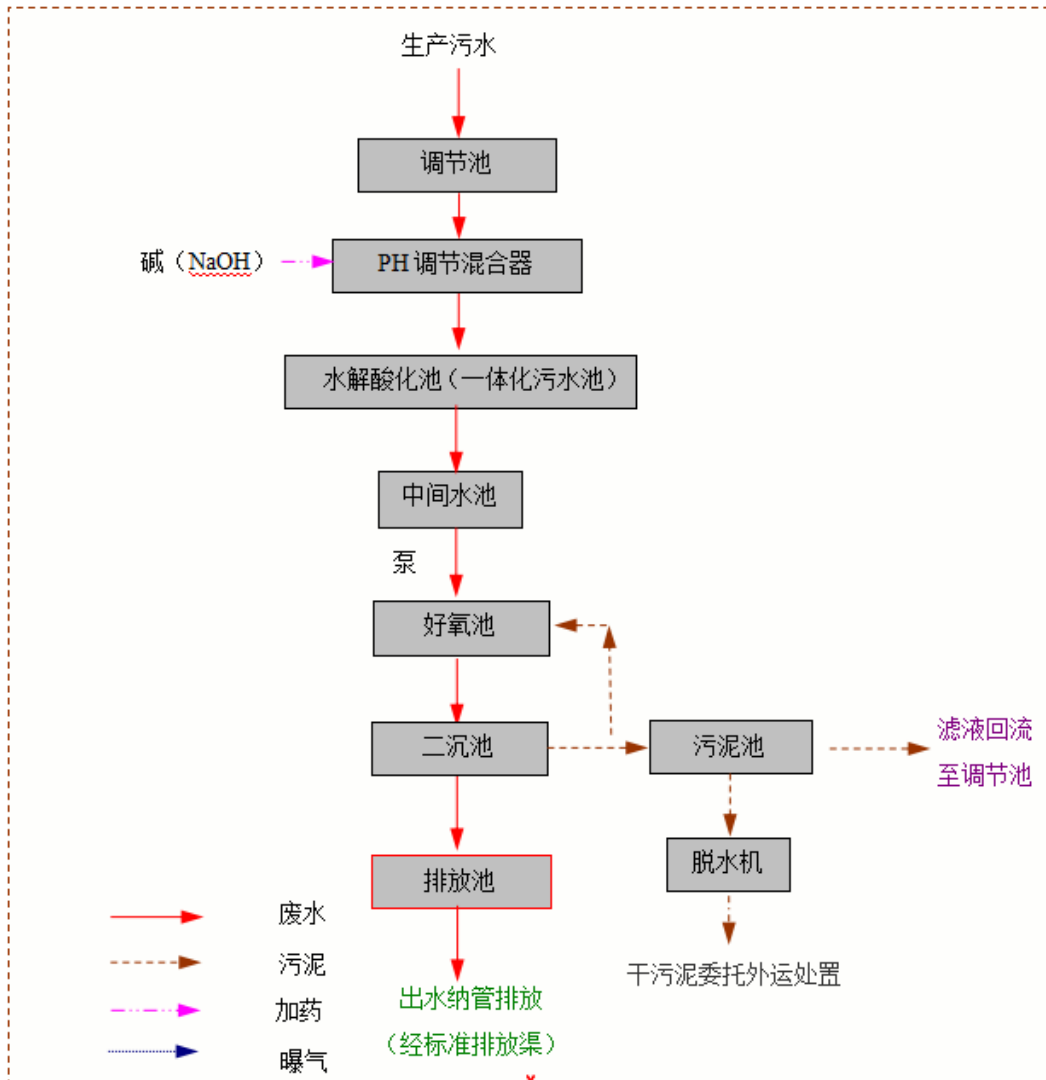 生产污水
调节池
碱（NaOH）
PH 调节混合器
水解酸化池（一体化污水池）
中间水池
泵
好氧池
二沉池
污泥池
滤液回流
至调节池
脱水机
排放池
干污泥委托外运处置
出水纳管排放
（经标准排放渠）
废水
污泥
加药
曝气